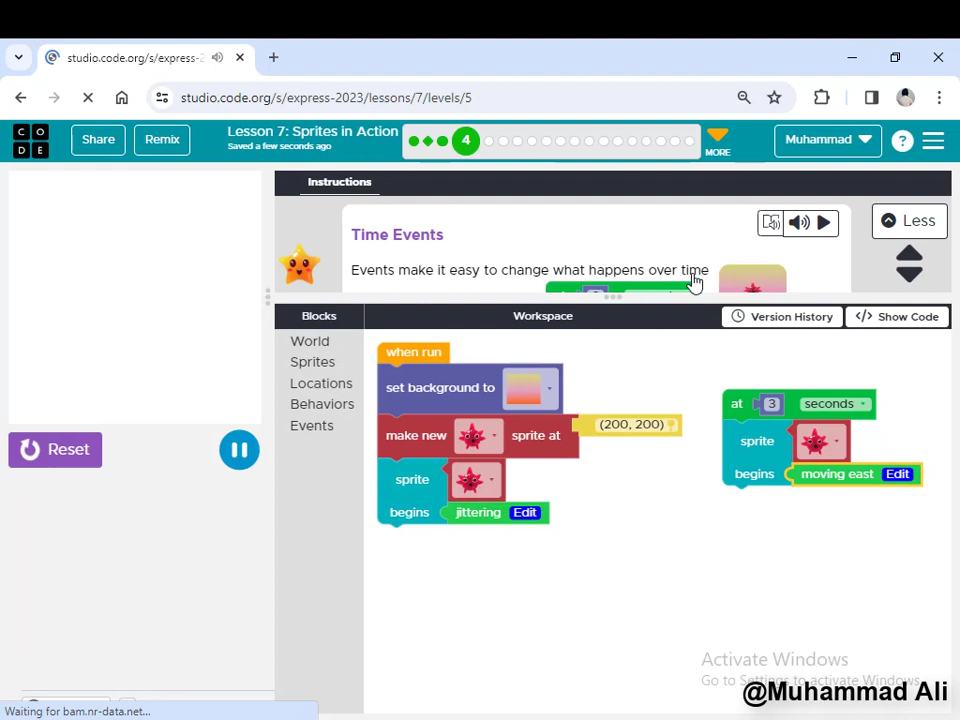 studio.code.org/s/express-2
studio.code.org/s/express-2023/lessons/7/levels/5
C O
D E
Share
Remix
Lesson 7: Sprites in Action
Saved a few seconds ago
4
MORE
Muhammad
?
Instructions
Time Events
Less
Events make it easy to change what happens over time
Blocks
Workspace
Version History
</> Show Code
World
Sprites
Locations
Behaviors
Events
when run
set background to
make new
sprite at
(200, 200)
sprite
begins
jittering
Edit
at
3
seconds
sprite
begins
moving east
Edit
Reset
Activate Windows
Go to Settings to activate Windows.
@Muhammad Ali
Waiting for bam.nr-data.net...